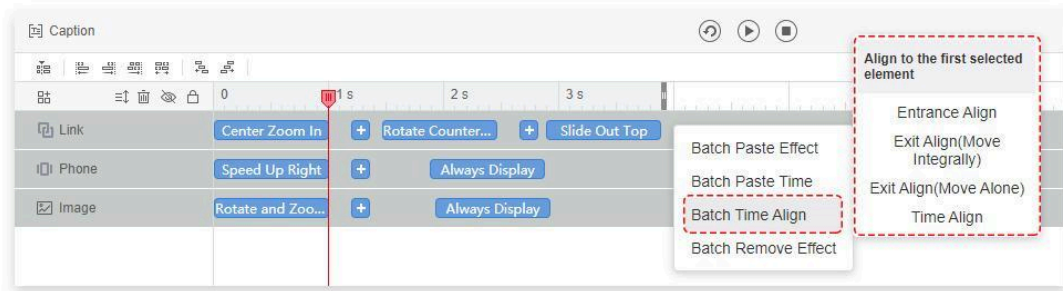 Caption
Align to the first selected
element
0 1 s 2 s 3 s
Entrance Align
Link Center Zoom In + Rotate Counter... + Slide Out Top
Exit Align(Move
Integrally)
Batch Paste Effect
Phone Speed Up Right + Always Display
Batch Paste Time
Exit Align(Move Alone)
Image Rotate and Zoo... + Always Display
Batch Time Align
Time Align
Batch Remove Effect